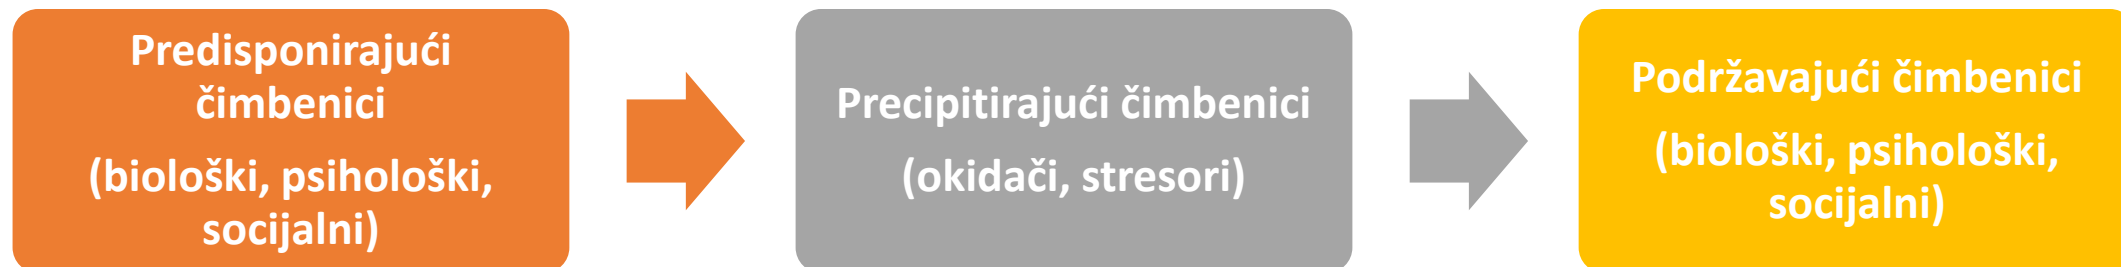 Predisponirajući
čimbenici
(biološki, psihološki,
socijalni)
Precipitirajući čimbenici
(okidači, stresori)
Podržavajući čimbenici
(biološki, psihološki,
socijalni)